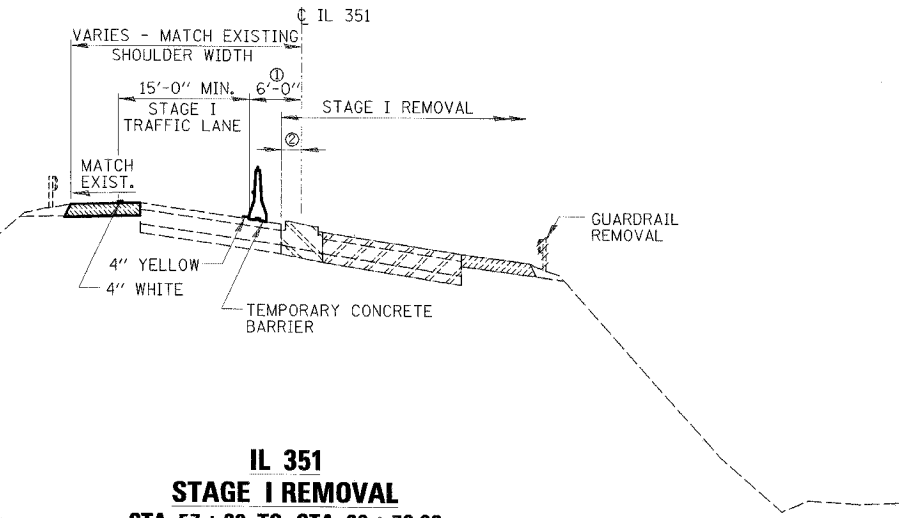 ℄ IL 351
VARIES - MATCH EXISTING
SHOULDER WIDTH
①
15'-0" MIN. 6'-0"
STAGE I
TRAFFIC LANE
STAGE I REMOVAL
②
MATCH
EXIST.
GUARDRAIL
REMOVAL
4" YELLOW
4" WHITE
TEMPORARY CONCRETE
BARRIER
IL 351
STAGE I REMOVAL